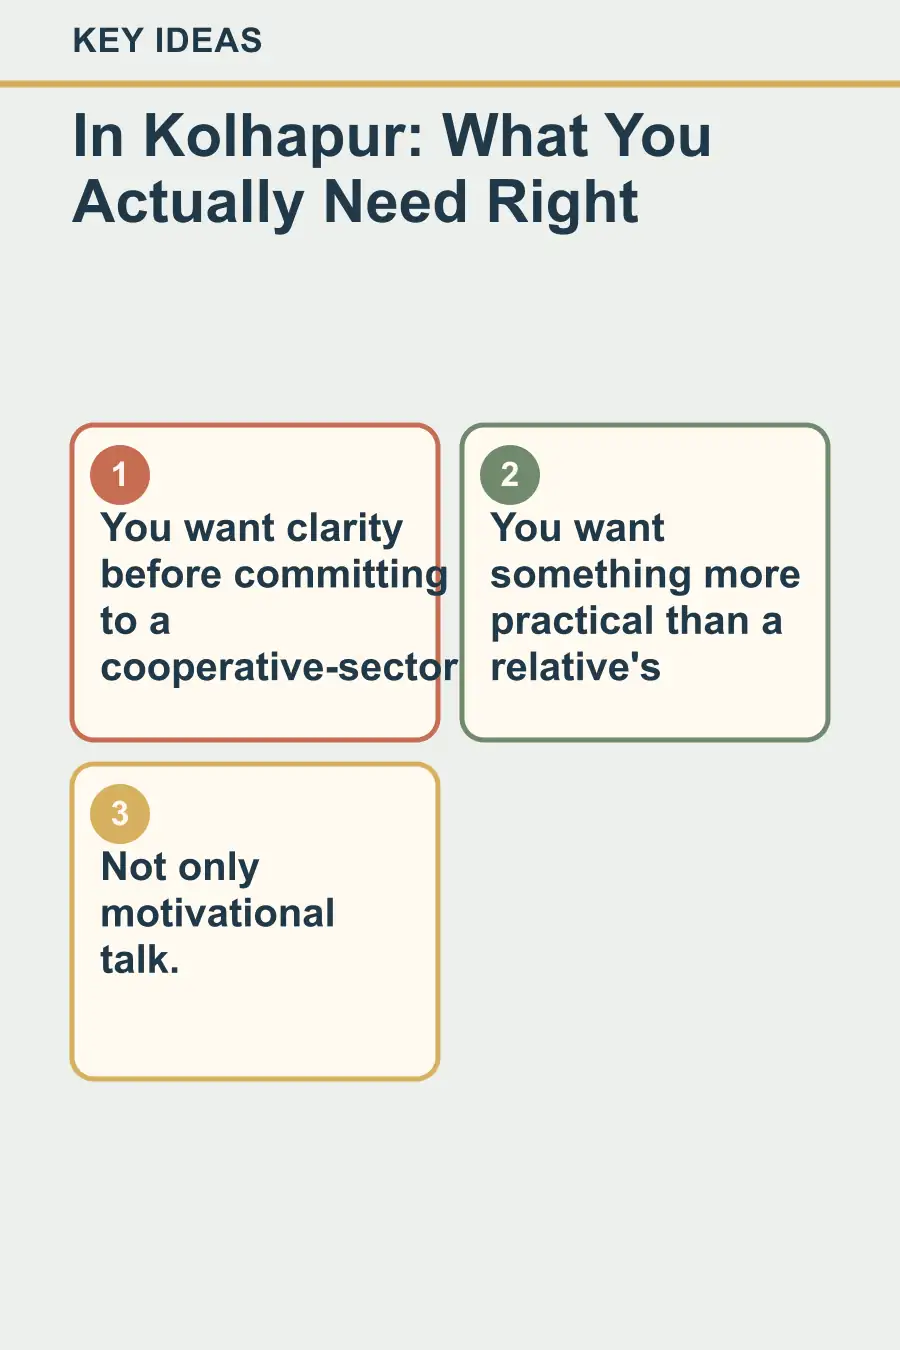 KEY IDEAS
In Kolhapur: What You
Actually Need Right
1
You want clarity
before committing
to a
cooperative-sector
2
You want
something more
practical than a
relative's
3
Not only
motivational
talk.